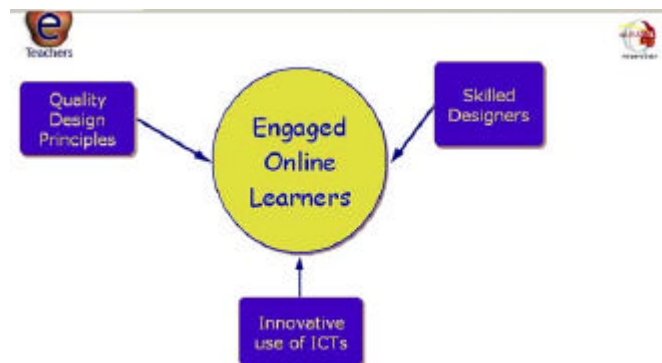 e
Teachers
Quality
Design
Principles
Engaged
Online
Learners
Skilled
Designers
Innovative
use of ICTs